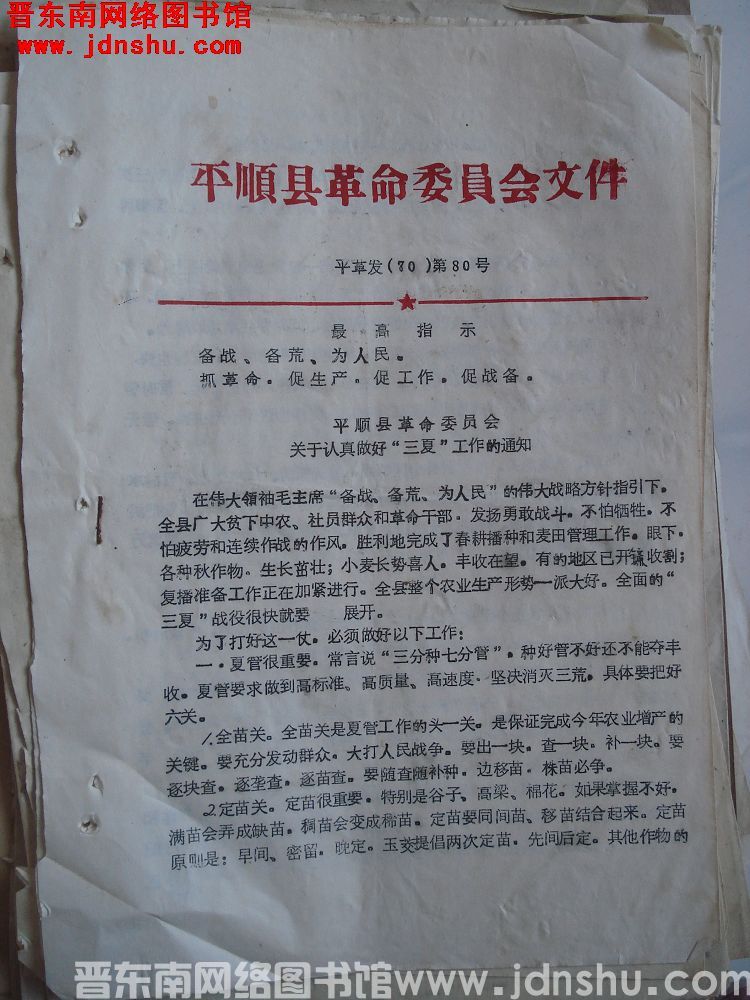 晋东南网络图书馆
www.jdnshu.com
平順县革命委員会文件
平革发(70)第80号
最高指示
备战、备荒、为人民。
抓革命。促生产。促工作。促战备。
平顺县革命委员会
关于认真做好“三夏”工作的通知
在伟大领袖毛主席“备战、备荒、为人民”的伟大战略方针指引下。
全县广大贫下中农、社员群众和革命干部。发扬勇敢战斗。不怕牺牲。不
怕疲劳和连续作战的作风。胜利地完成了春耕播种和麦田管理工作。眼下。
各种秋作物。生长茁壮；小麦长势喜人。丰收在望。有的地区已开镰收割；
复播准备工作正在加紧进行。全县整个农业生产形势一派大好。全面的“
三夏”战役很快就要 展开。
为了打好这一仗。必须做好以下工作：
一・夏管很重要。常言说“三分种七分管”。种好管不好还不能夺丰
收。夏管要求做到高标准、高质量、高速度。坚决消灭三荒。具体要把好
六关。
1.全苗关。全苗关是夏管工作的头一关。是保证完成今年农业增产的
关键。要充分发动群众。大打人民战争。要出一块。查一块。补一块。要
逐块查。逐垄查。逐苗查。要随查随补种。边移苗。株苗必争。
2.定苗关。定苗很重要。特别是谷子、高梁、棉花。如果掌握不好。
满苗会弄成缺苗。稠苗会变成稀苗。定苗要同间苗、移苗结合起来。定苗
原则是：早间、密留。晚定。玉茭提倡两次定苗。先间后定。其他作物的
晋东南网络图书馆www.jdnshu.com